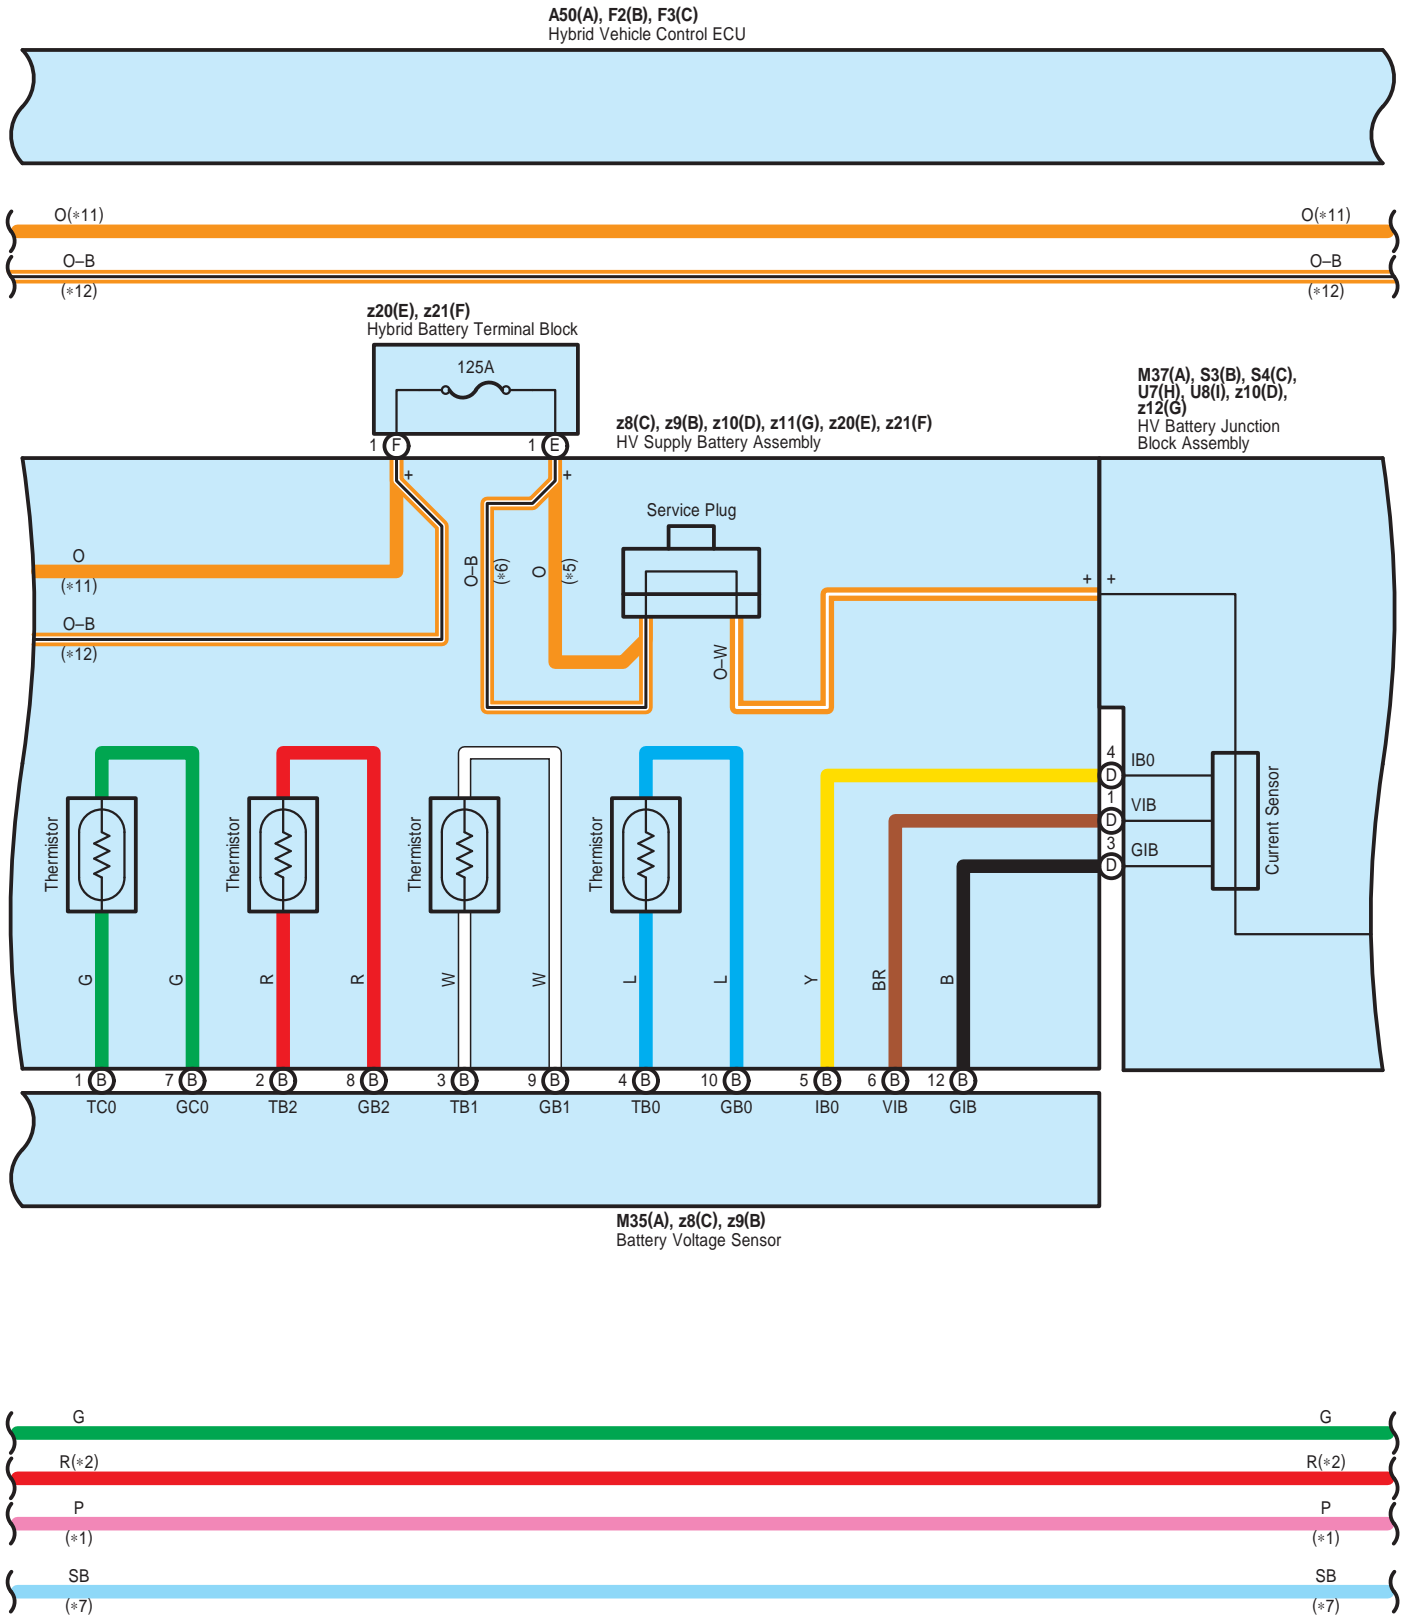 A50(A), F2(B), F3(C)
Hybrid Vehicle Control ECU
O(∗11) O(∗11)
O–B O–B
(∗12) (∗12)
z20(E), z21(F)
Hybrid Battery Terminal Block
125A
1 F 1 E
z8(C), z9(B), z10(D), z11(G), z20(E), z21(F)
HV Supply Battery Assembly
M37(A), S3(B), S4(C),
U7(H), U8(I), z10(D),
z12(G)
HV Battery Junction
Block Assembly
+ +
Service Plug
O
(∗11)
O–B
(∗12)
O–B
(∗6)
O
(∗5)
O–W
+ +
4 D IB0
1 D VIB
3 D GIB
Current Sensor
Thermistor Thermistor Thermistor Thermistor
G G R R W W L L Y BR B
1 B 7 B 2 B 8 B 3 B 9 B 4 B 10 B 5 B 6 B 12 B
TC0 GC0 TB2 GB2 TB1 GB1 TB0 GB0 IB0 VIB GIB
M35(A), z8(C), z9(B)
Battery Voltage Sensor
G G
R(∗2) R(∗2)
P P
(∗1) (∗1)
SB SB
(∗7) (∗7)